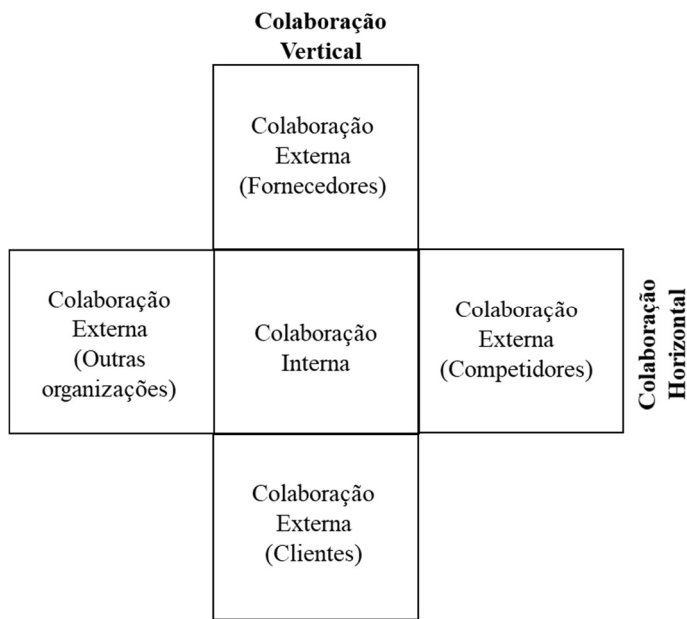 Colaboração
Vertical
Colaboração
Externa
(Fornecedores)
Colaboração
Externa
(Outras
organizações)
Colaboração
Interna
Colaboração
Externa
(Competidores)
Colaboração
Horizontal
Colaboração
Externa
(Clientes)